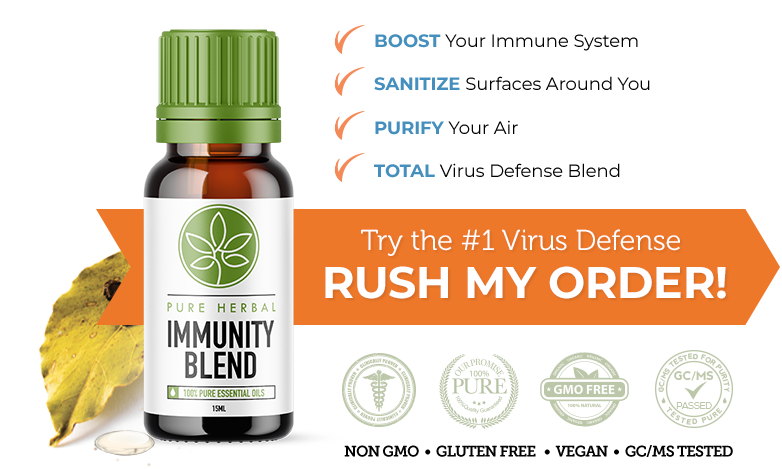 BOOST Your Immune System
SANITIZE Surfaces Around You
PURIFY Your Air
TOTAL Virus Defense Blend
Try the #1 Virus Defense
RUSH MY ORDER!
PURE HERBAL
IMMUNITY
BLEND
100% PURE ESSENTIAL OILS
15ML
OUR PROMISE
100%
PURE
GMO FREE
100% NATURAL
GC/MS TESTED FOR PURITY
GC/MS
PASSED
TESTED PURE
NON GMO • GLUTEN FREE • VEGAN • GC/MS TESTED